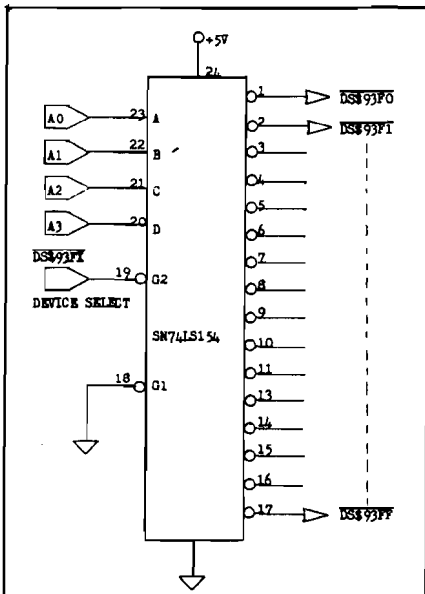 +5V
24
1
DS$93F0
A0
23
A
2
DS$93F1
A1
22
B
3
4
A2
21
C
5
A3
20
D
6
DS$93FX
7
19
G2
8
DEVICE SELECT
9
SN74LS154
10
11
18
G1
13
14
15
16
17
DS$93FF